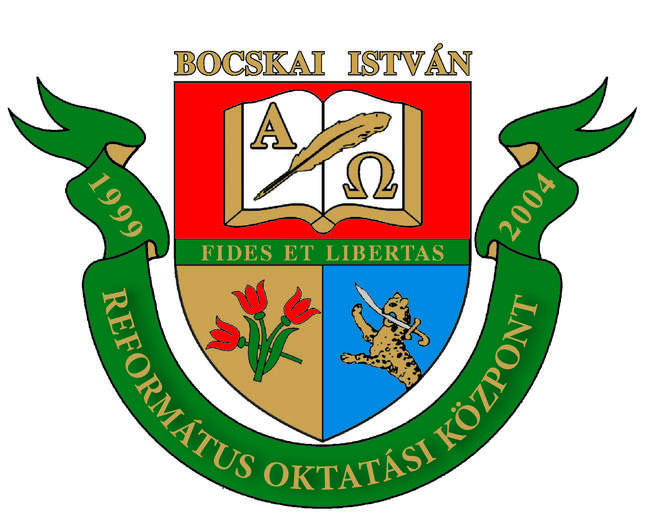 BOCSKAI ISTVÁN
Α Ω
FIDES ET LIBERTAS
1999
2004
REFORMÁTUS OKTATÁSI KÖZPONT